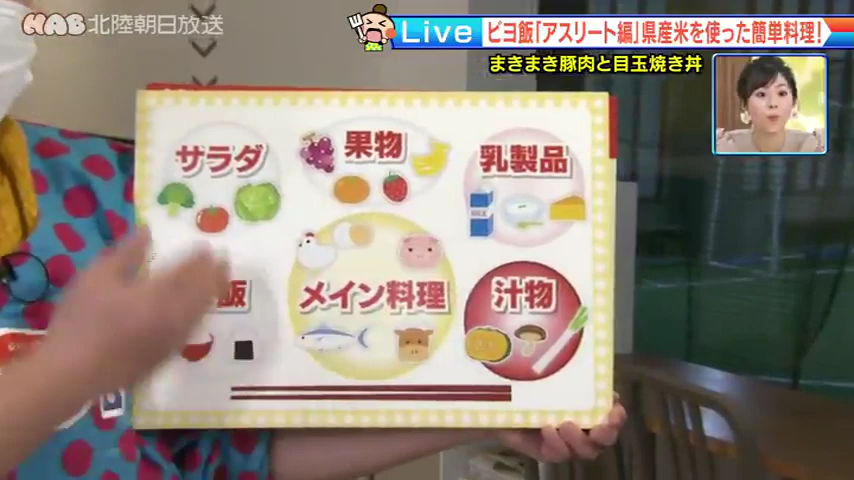 HAB北陸朝日放送
Live
ピヨ飯「アスリート編」県産米を使った簡単料理!
まきまき豚肉と目玉焼き丼
サラダ
果物
乳製品
飯
メイン料理
汁物
MILK